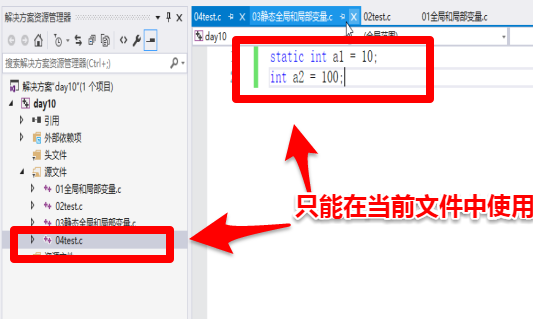 解决方案资源管理器
搜索解决方案资源管理器(Ctrl+;)
解决方案"day10"(1 个项目)
day10
引用
外部依赖项
头文件
源文件
01全局和局部变量.c
02test.c
03静态全局和局部变量.c
04test.c
资源文件
04test.c 03静态全局和局部变量.c 02test.c 01全局和局部变量.c
day10 (全局范围)
static int a1 = 10;
int a2 = 100;
只能在当前文件中使用